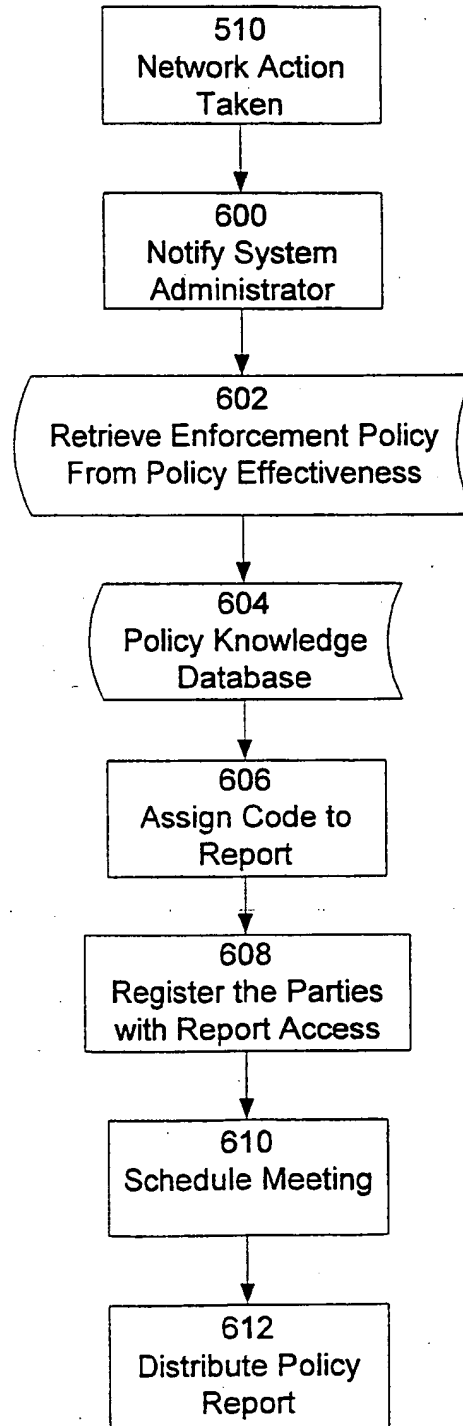 510
Network Action
Taken
600
Notify System
Administrator
602
Retrieve Enforcement Policy
From Policy Effectiveness
604
Policy Knowledge
Database
606
Assign Code to
Report
608
Register the Parties
with Report Access
610
Schedule Meeting
612
Distribute Policy
Report